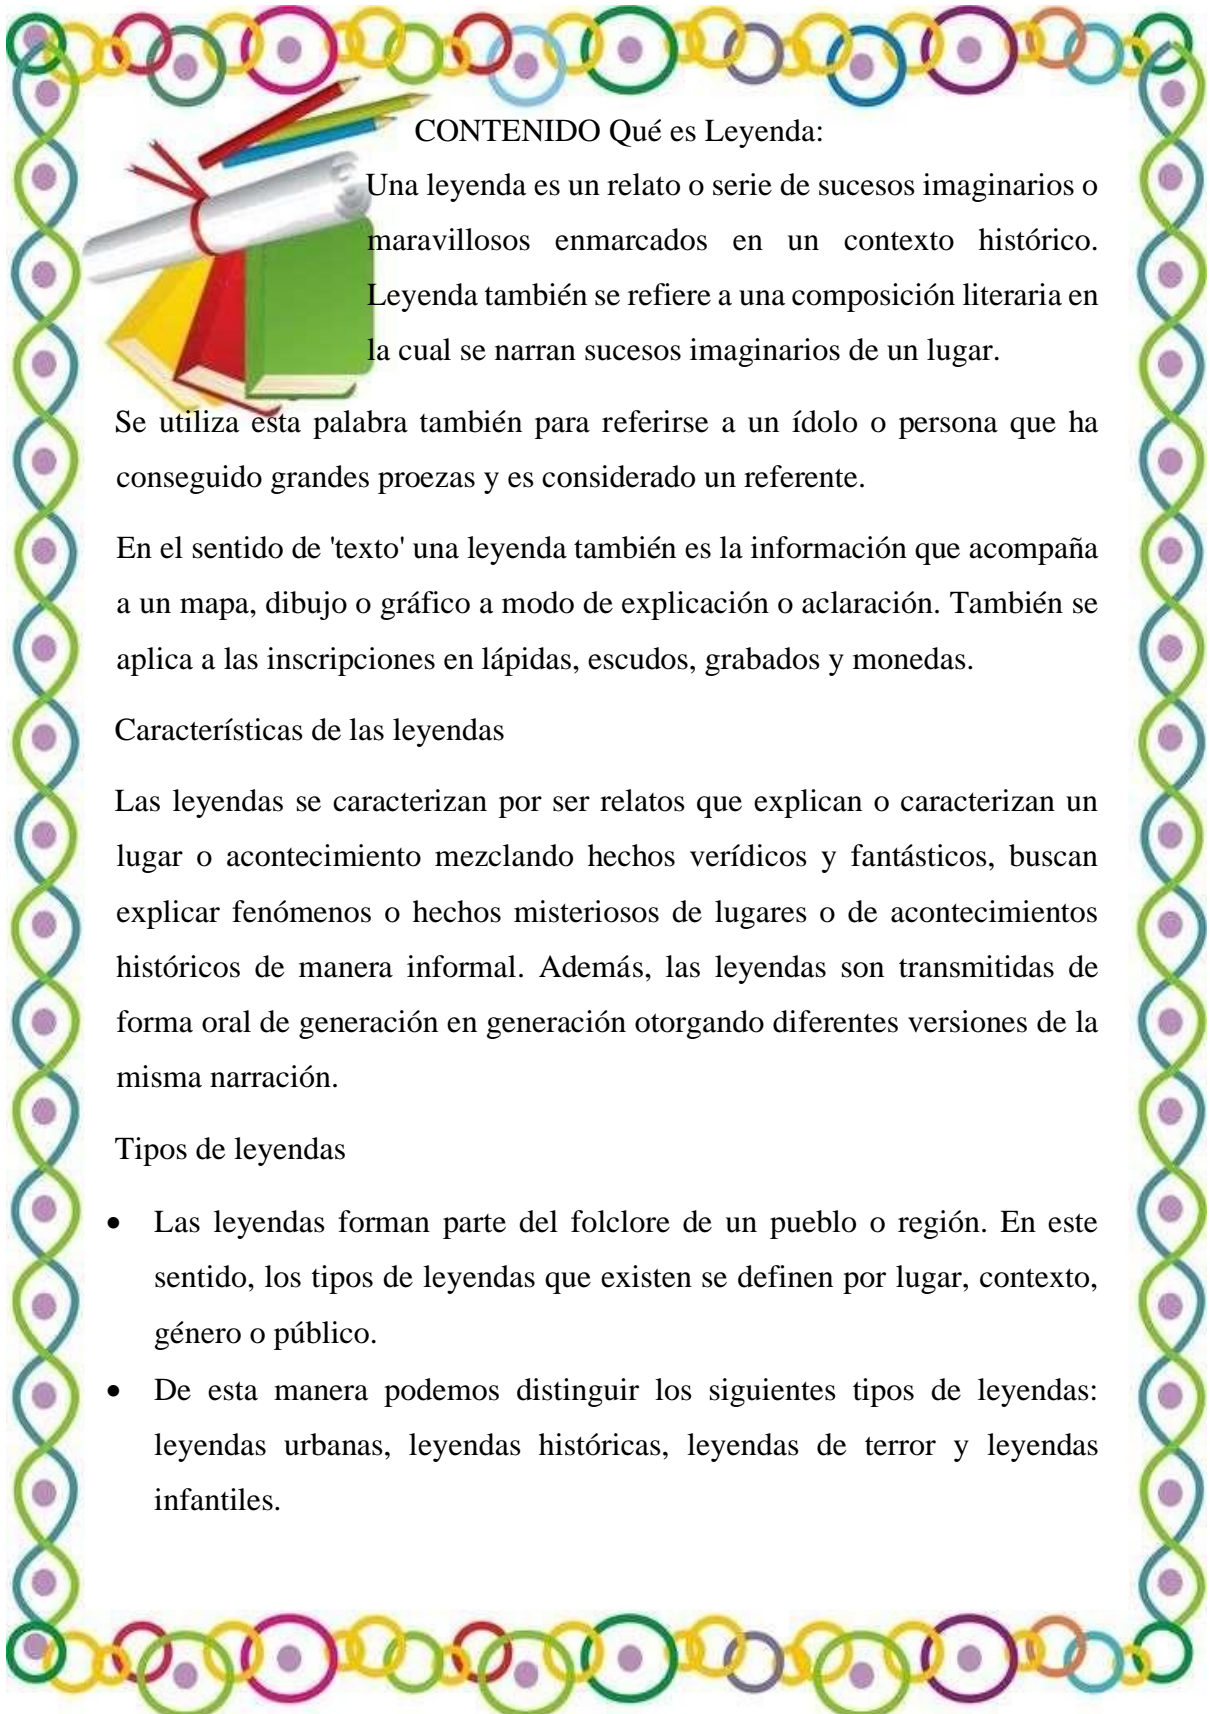 CONTENIDO Qué es Leyenda:
Una leyenda es un relato o serie de sucesos imaginarios o
maravillosos enmarcados en un contexto histórico.
Leyenda también se refiere a una composición literaria en
la cual se narran sucesos imaginarios de un lugar.
Se utiliza esta palabra también para referirse a un ídolo o persona que ha
conseguido grandes proezas y es considerado un referente.
En el sentido de 'texto' una leyenda también es la información que acompaña
a un mapa, dibujo o gráfico a modo de explicación o aclaración. También se
aplica a las inscripciones en lápidas, escudos, grabados y monedas.
Características de las leyendas
Las leyendas se caracterizan por ser relatos que explican o caracterizan un
lugar o acontecimiento mezclando hechos verídicos y fantásticos, buscan
explicar fenómenos o hechos misteriosos de lugares o de acontecimientos
históricos de manera informal. Además, las leyendas son transmitidas de
forma oral de generación en generación otorgando diferentes versiones de la
misma narración.
Tipos de leyendas
• Las leyendas forman parte del folclore de un pueblo o región. En este
sentido, los tipos de leyendas que existen se definen por lugar, contexto,
género o público.
• De esta manera podemos distinguir los siguientes tipos de leyendas:
leyendas urbanas, leyendas históricas, leyendas de terror y leyendas
infantiles.